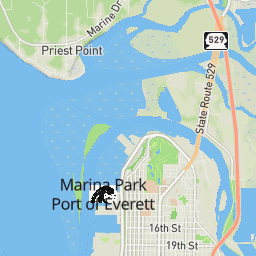 Marine Dr
529
Priest Point
State Route 529
Marina Park
Port of Everett
16th St
19th St